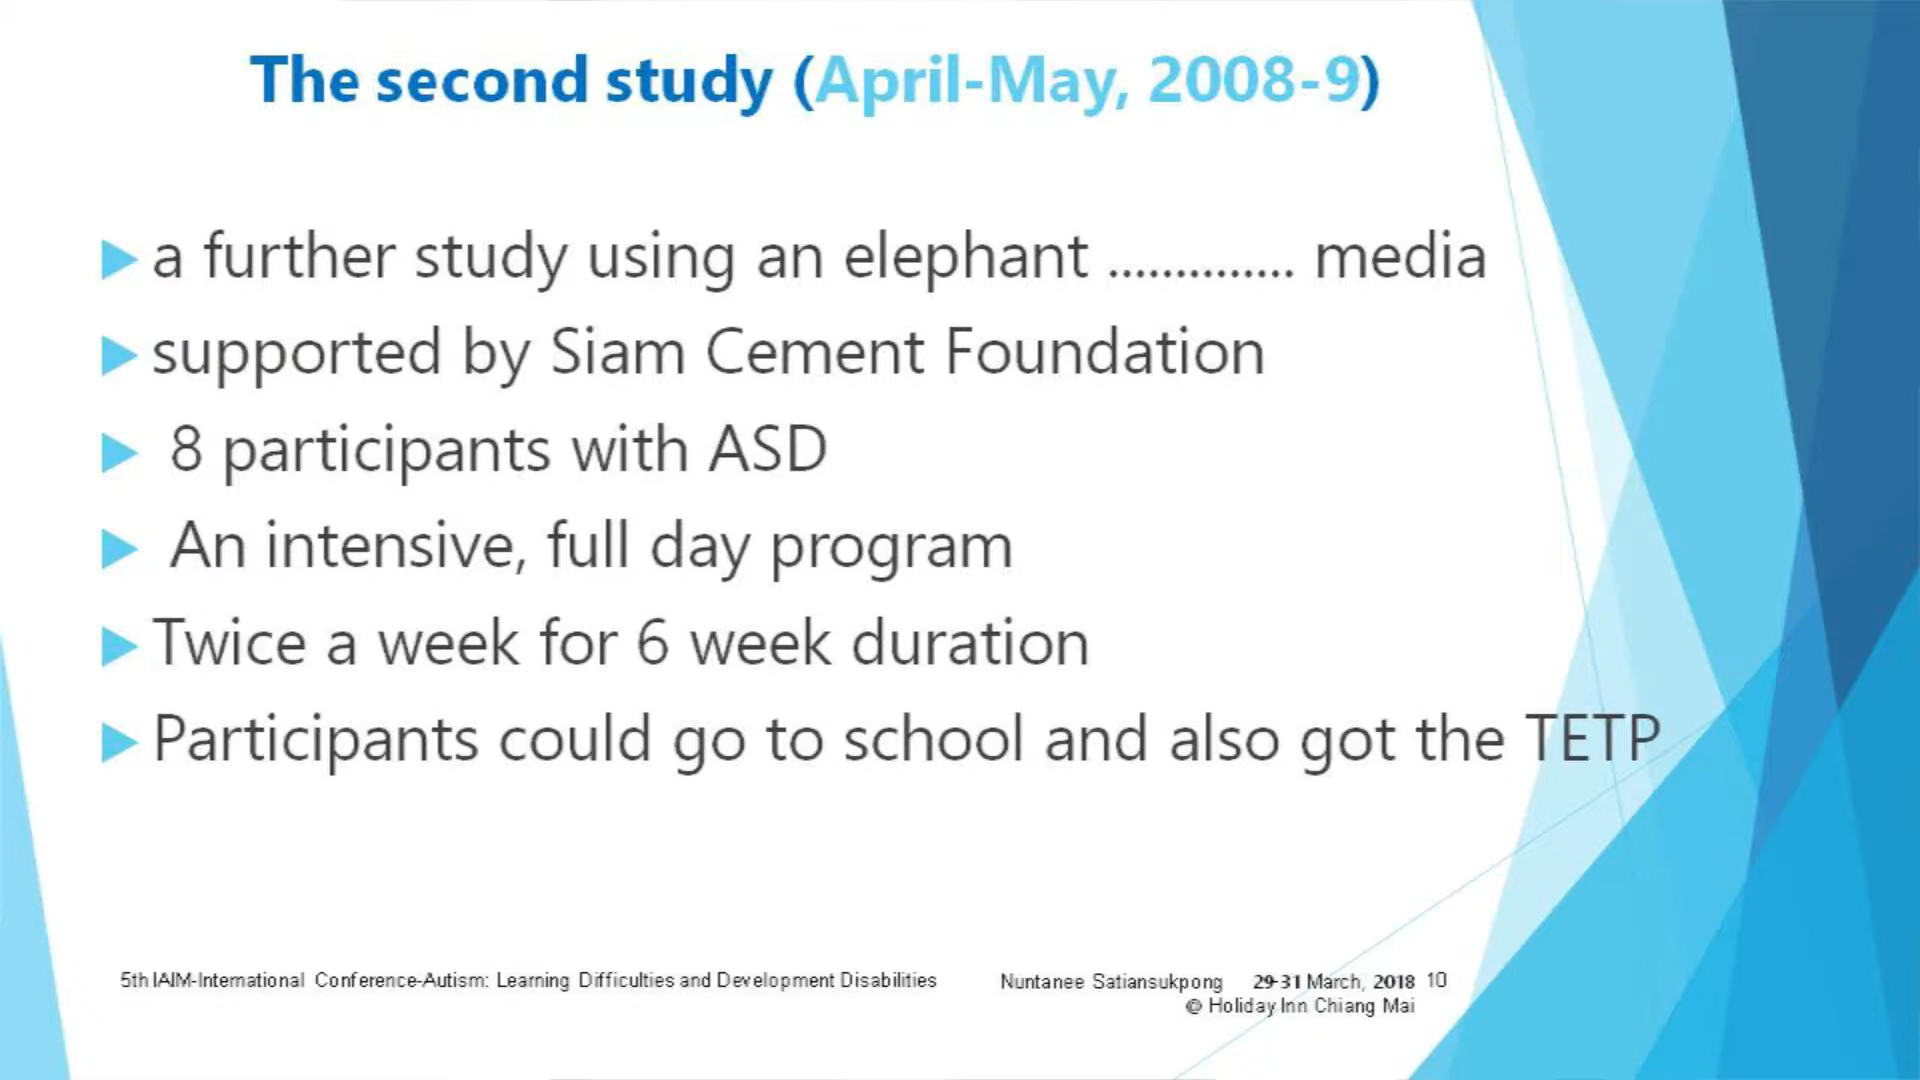 The second study (April-May, 2008-9)
a further study using an elephant .............. media
supported by Siam Cement Foundation
8 participants with ASD
An intensive, full day program
Twice a week for 6 week duration
Participants could go to school and also got the TETP
5th IAIM-International Conference-Autism: Learning Difficulties and Development Disabilities
Nuntanee Satiansukpong 29-31 March, 2018 10
@ Holiday Inn Chiang Mai